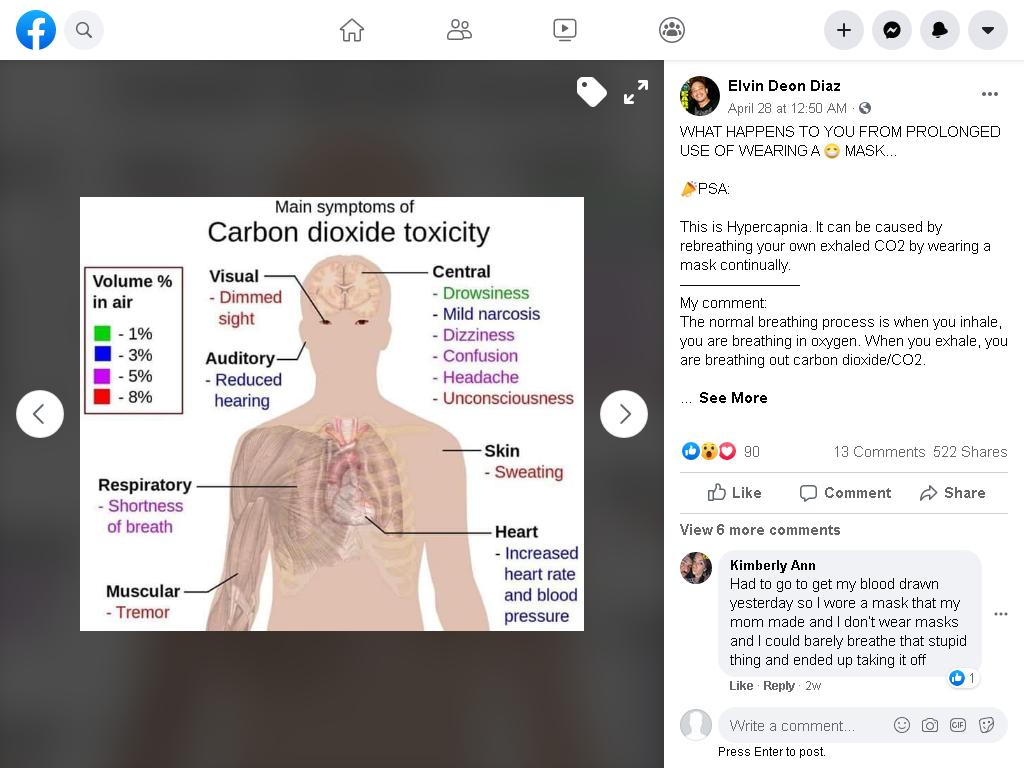 Main symptoms of
Carbon dioxide toxicity
Volume %
in air
- 1%
- 3%
- 5%
- 8%
Visual
- Dimmed
sight
Auditory
- Reduced
hearing
Central
- Drowsiness
- Mild narcosis
- Dizziness
- Confusion
- Headache
- Unconsciousness
Skin
- Sweating
Respiratory
- Shortness
of breath
Heart
- Increased
heart rate
and blood
pressure
Muscular
- Tremor
Elvin Deon Diaz
April 28 at 12:50 AM ·
WHAT HAPPENS TO YOU FROM PROLONGED
USE OF WEARING A 😷 MASK...
🎉PSA:
This is Hypercapnia. It can be caused by
rebreathing your own exhaled CO2 by wearing a
mask continually.
My comment:
The normal breathing process is when you inhale,
you are breathing in oxygen. When you exhale, you
are breathing out carbon dioxide/CO2.
... See More
90 13 Comments 522 Shares
Like Comment Share
View 6 more comments
Kimberly Ann
Had to go to get my blood drawn
yesterday so I wore a mask that my
mom made and I don't wear masks
and I could barely breathe that stupid
thing and ended up taking it off
1
Like · Reply · 2w
Write a comment...
GIF
Press Enter to post.